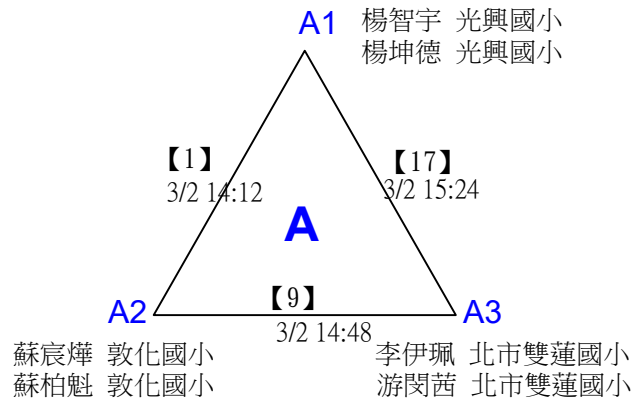 A1 楊智宇 光興國小
楊坤德 光興國小
【1】
3/2 14:12
【17】
3/2 15:24
A
【9】
3/2 14:48
A2
A3
蘇宸燁 敦化國小
蘇柏魁 敦化國小
李伊珮 北市雙蓮國小
游閔茜 北市雙蓮國小